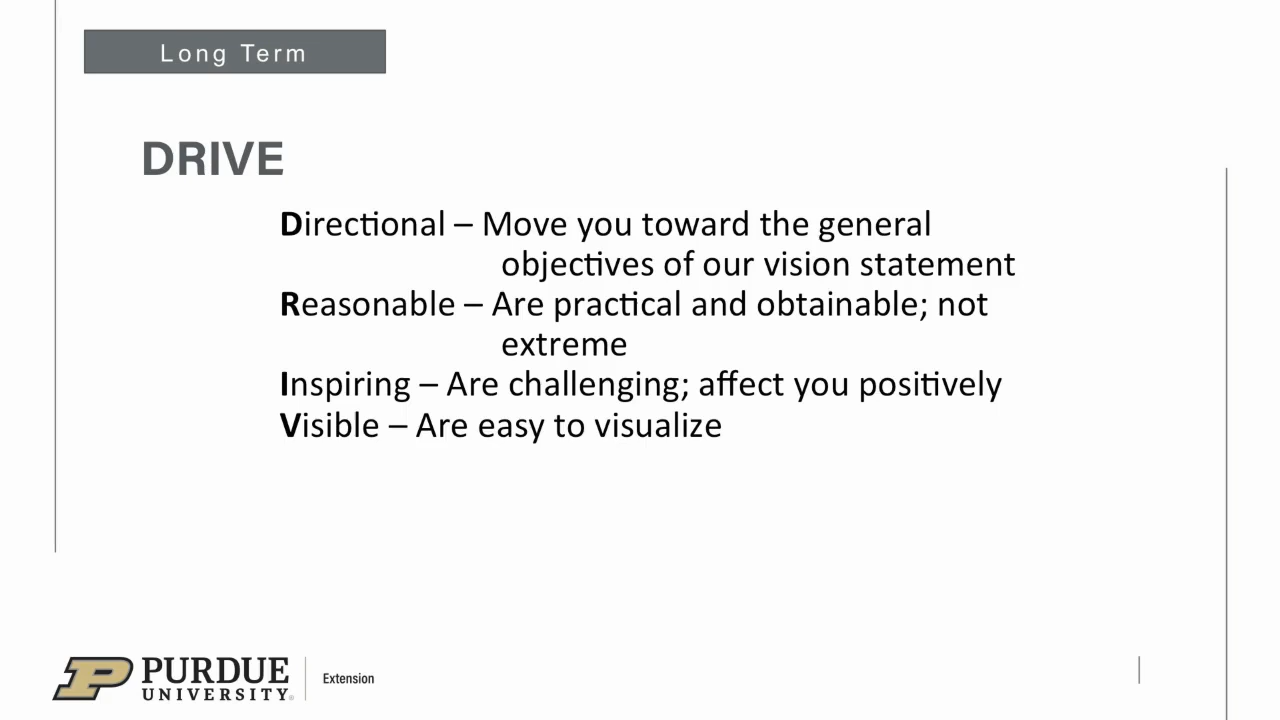 Long Term
DRIVE
Directional – Move you toward the general
objectives of our vision statement
Reasonable – Are practical and obtainable; not
extreme
Inspiring – Are challenging; affect you positively
Visible – Are easy to visualize
PURDUE
UNIVERSITY®
Extension